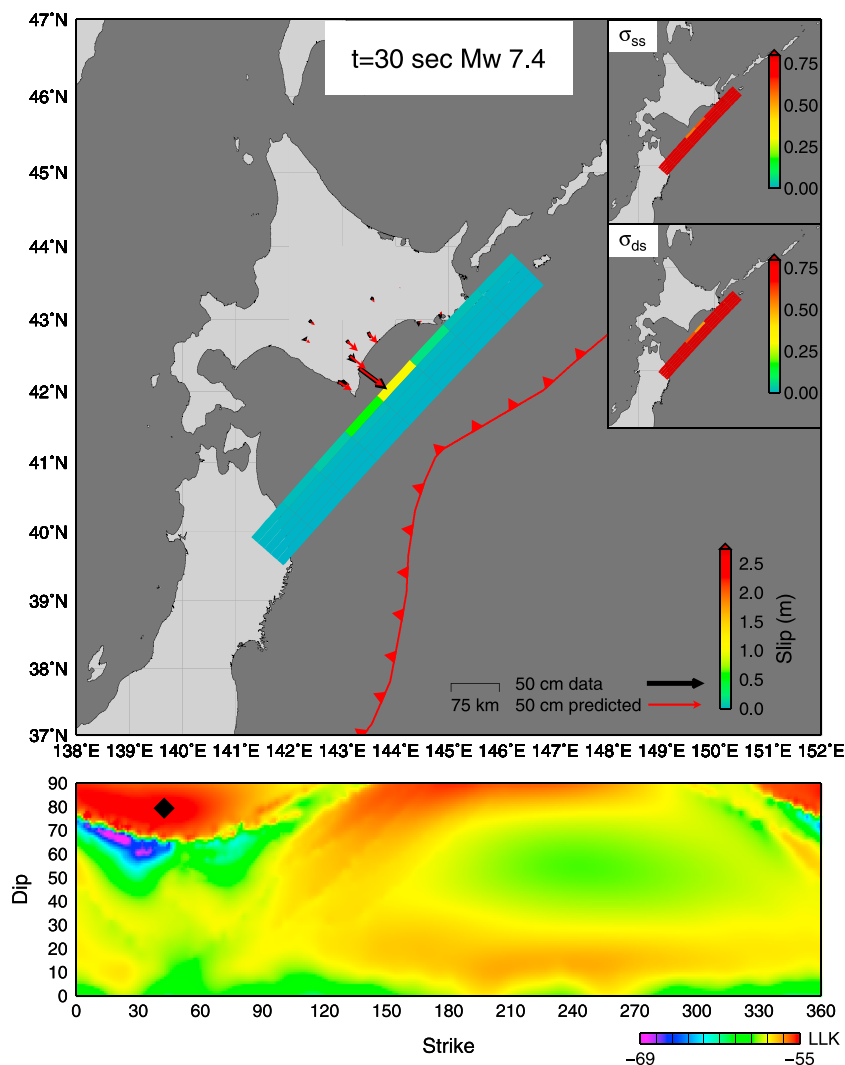 t=30 sec Mw 7.4
47°N
46°N
45°N
44°N
43°N
42°N
41°N
40°N
39°N
38°N
37°N
138°E 139°E 140°E 141°E 142°E 143°E 144°E 145°E 146°E 147°E 148°E 149°E 150°E 151°E 152°E
σss
0.75
0.50
0.25
0.00
σds
0.75
0.50
0.25
0.00
2.5
2.0
1.5
1.0
0.0
Slip (m)
50 cm data
75 km 50 cm predicted
90
80
70
60
50
40
30
20
10
0
Dip
0 30 60 90 120 150 180 210 240 270 300 330 360
Strike
LLK
−69 −55